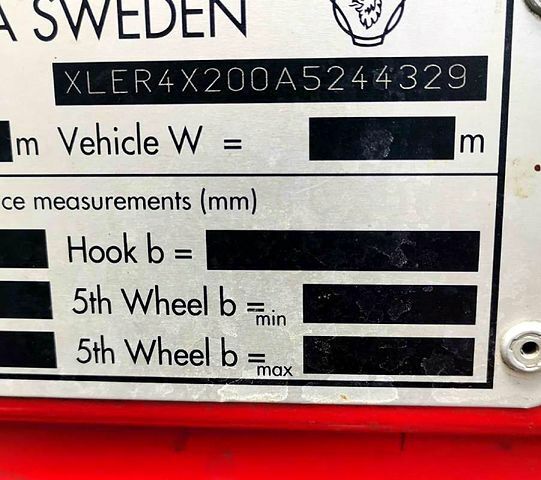 A SWEDEN
XLER4X200A5244329
m Vehicle W = m
ce measurements (mm)
Hook b =
5th Wheel b = min
5th Wheel b = max